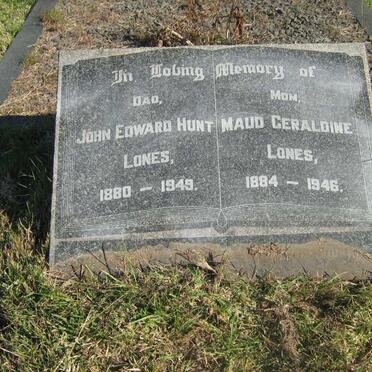 In Loving Memory of
Dad,
John Edward Hunt
Lones,
1880 – 1949.
Mom,
Maud Geraldine
Lones,
1884 – 1946.